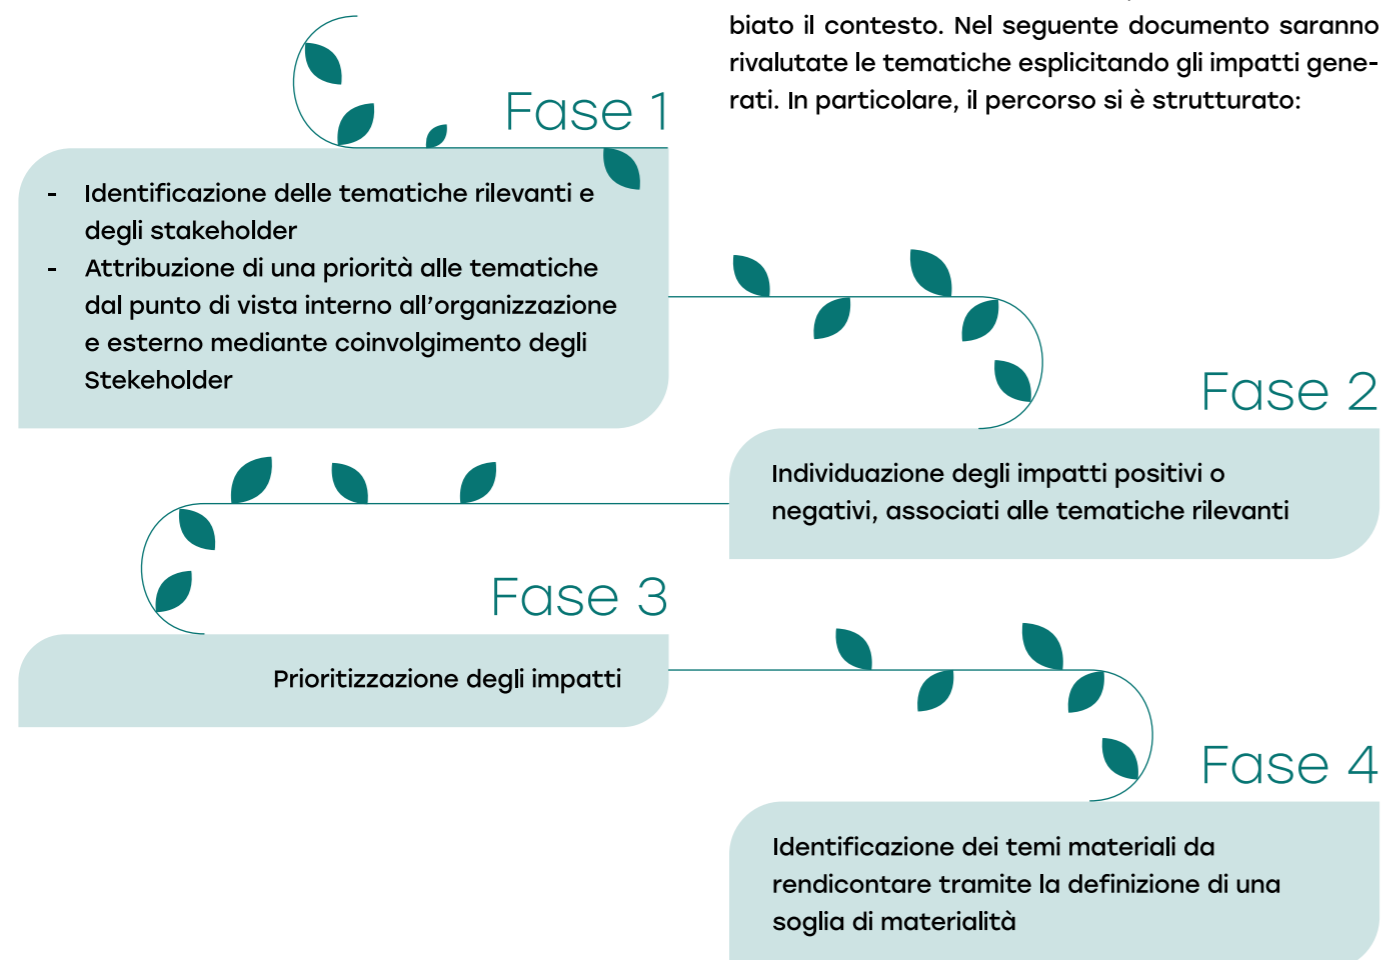 biato il contesto. Nel seguente documento saranno
rivalutate le tematiche esplicitando gli impatti gene-
rati. In particolare, il percorso si è strutturato:
Fase 1
- Identificazione delle tematiche rilevanti e
degli stakeholder
- Attribuzione di una priorità alle tematiche
dal punto di vista interno all'organizzazione
e esterno mediante coinvolgimento degli
Stekeholder
Fase 2
Individuazione degli impatti positivi o
negativi, associati alle tematiche rilevanti
Fase 3
Prioritizzazione degli impatti
Fase 4
Identificazione dei temi materiali da
rendicontare tramite la definizione di una
soglia di materialità